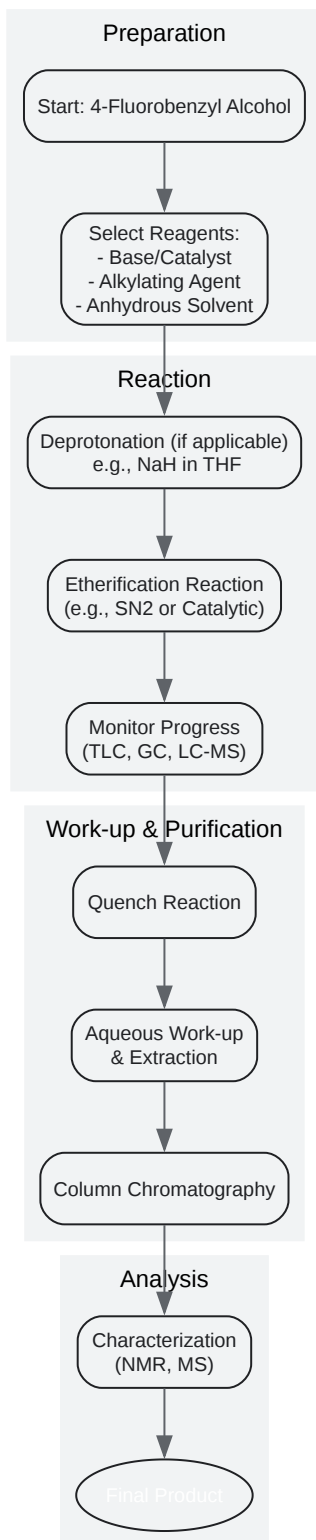 Preparation
Start: 4-Fluorobenzyl Alcohol
Select Reagents:
- Base/Catalyst
- Alkylating Agent
- Anhydrous Solvent
Reaction
Deprotonation (if applicable)
e.g., NaH in THF
Etherification Reaction
(e.g., SN2 or Catalytic)
Monitor Progress
(TLC, GC, LC-MS)
Work-up & Purification
Quench Reaction
Aqueous Work-up
& Extraction
Column Chromatography
Analysis
Characterization
(NMR, MS)
Final Product